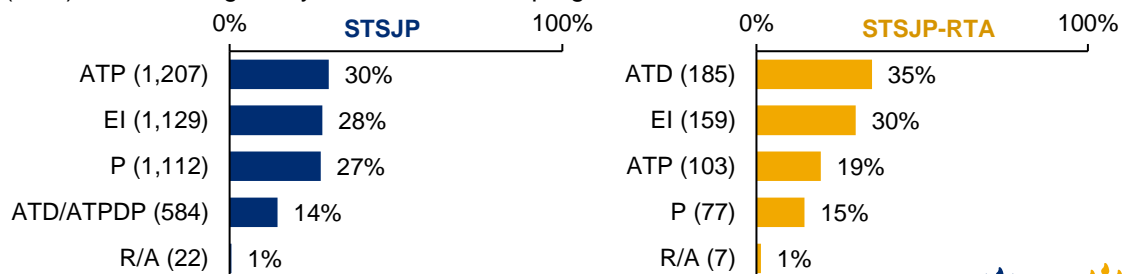 0% STSJP 100%
ATP (1,207) 30%
EI (1,129) 28%
P (1,112) 27%
ATD/ATPDP (584) 14%
R/A (22) 1%
0% STSJP-RTA 100%
ATD (185) 35%
EI (159) 30%
ATP (103) 19%
P (77) 15%
R/A (7) 1%